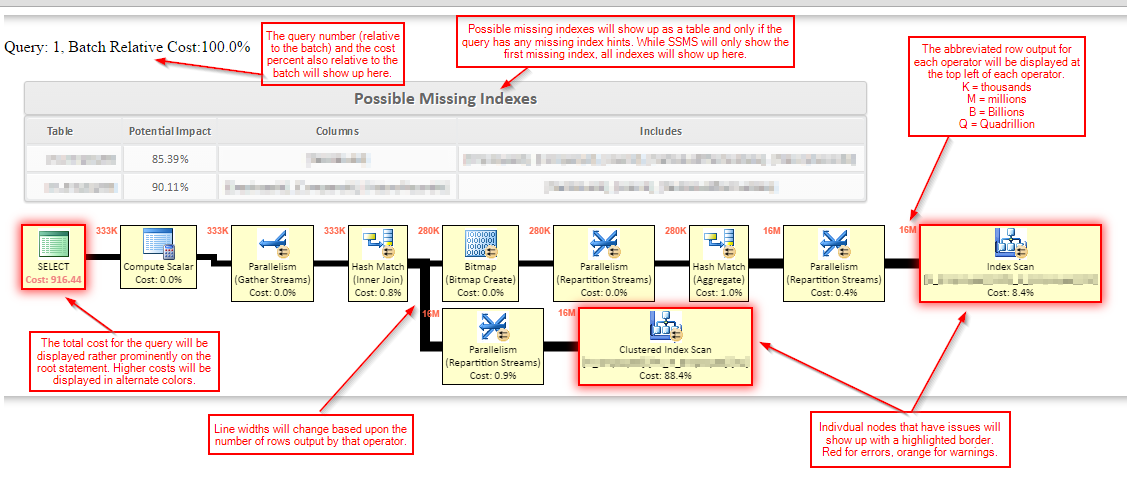 Query: 1, Batch Relative Cost:100.0%
The query number (relative
to the batch) and the cost
percent also relative to the
batch will show up here.
Possible missing indexes will show up as a table and only if the
query has any missing index hints. While SSMS will only show the
first missing index, all indexes will show up here.
The abbreviated row output for
each operator will be displayed at
the top left of each operator.
K = thousands
M = millions
B = Billions
Q = Quadrillion
Possible Missing Indexes
Table Potential Impact Columns Includes
85.39%
90.11%
333K 333K 333K 280K 280K 280K 16M 16M
SELECT
Cost: 916.44
Compute Scalar
Cost: 0.0%
Parallelism
(Gather Streams)
Cost: 0.0%
Hash Match
(Inner Join)
Cost: 0.8%
Bitmap
(Bitmap Create)
Cost: 0.0%
Parallelism
(Repartition Streams)
Cost: 0.0%
Hash Match
(Aggregate)
Cost: 1.0%
Parallelism
(Repartition Streams)
Cost: 0.4%
Index Scan
Cost: 8.4%
16M 16M
Parallelism
(Repartition Streams)
Cost: 0.9%
Clustered Index Scan
Cost: 88.4%
The total cost for the query will be
displayed rather prominently on the
root statement. Higher costs will be
displayed in alternate colors.
Line widths will change based upon the
number of rows output by that operator.
Indivdual nodes that have issues will
show up with a highlighted border.
Red for errors, orange for warnings.